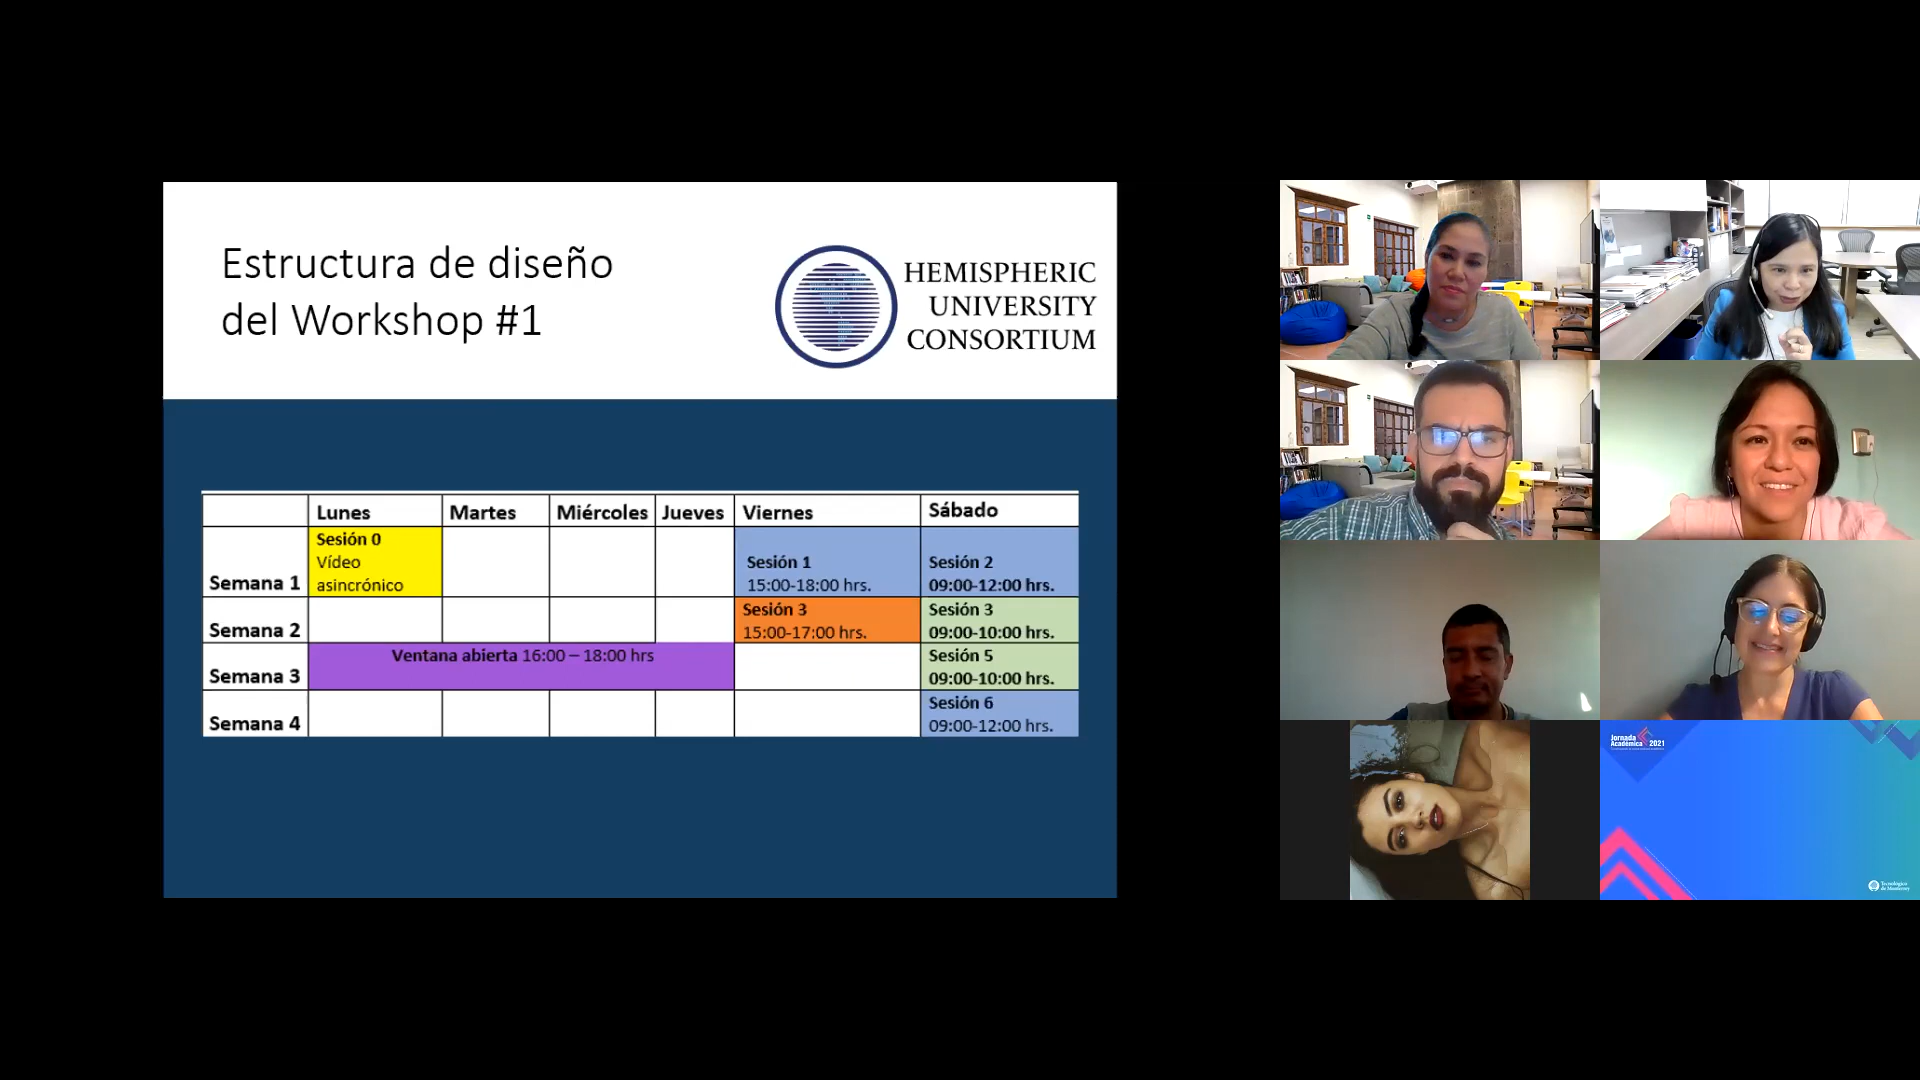 Estructura de diseño
del Workshop #1
HEMISPHERIC
UNIVERSITY
CONSORTIUM
Lunes Martes Miércoles Jueves Viernes Sábado
Semana 1
Sesión 0
Vídeo
asincrónico
Sesión 1
15:00-18:00 hrs.
Sesión 2
09:00-12:00 hrs.
Semana 2
Sesión 3
15:00-17:00 hrs.
Sesión 3
09:00-10:00 hrs.
Semana 3
Ventana abierta 16:00 – 18:00 hrs
Sesión 5
09:00-10:00 hrs.
Semana 4
Sesión 6
09:00-12:00 hrs.
Jornada
Académica 2021
Tecnológico
de Monterrey